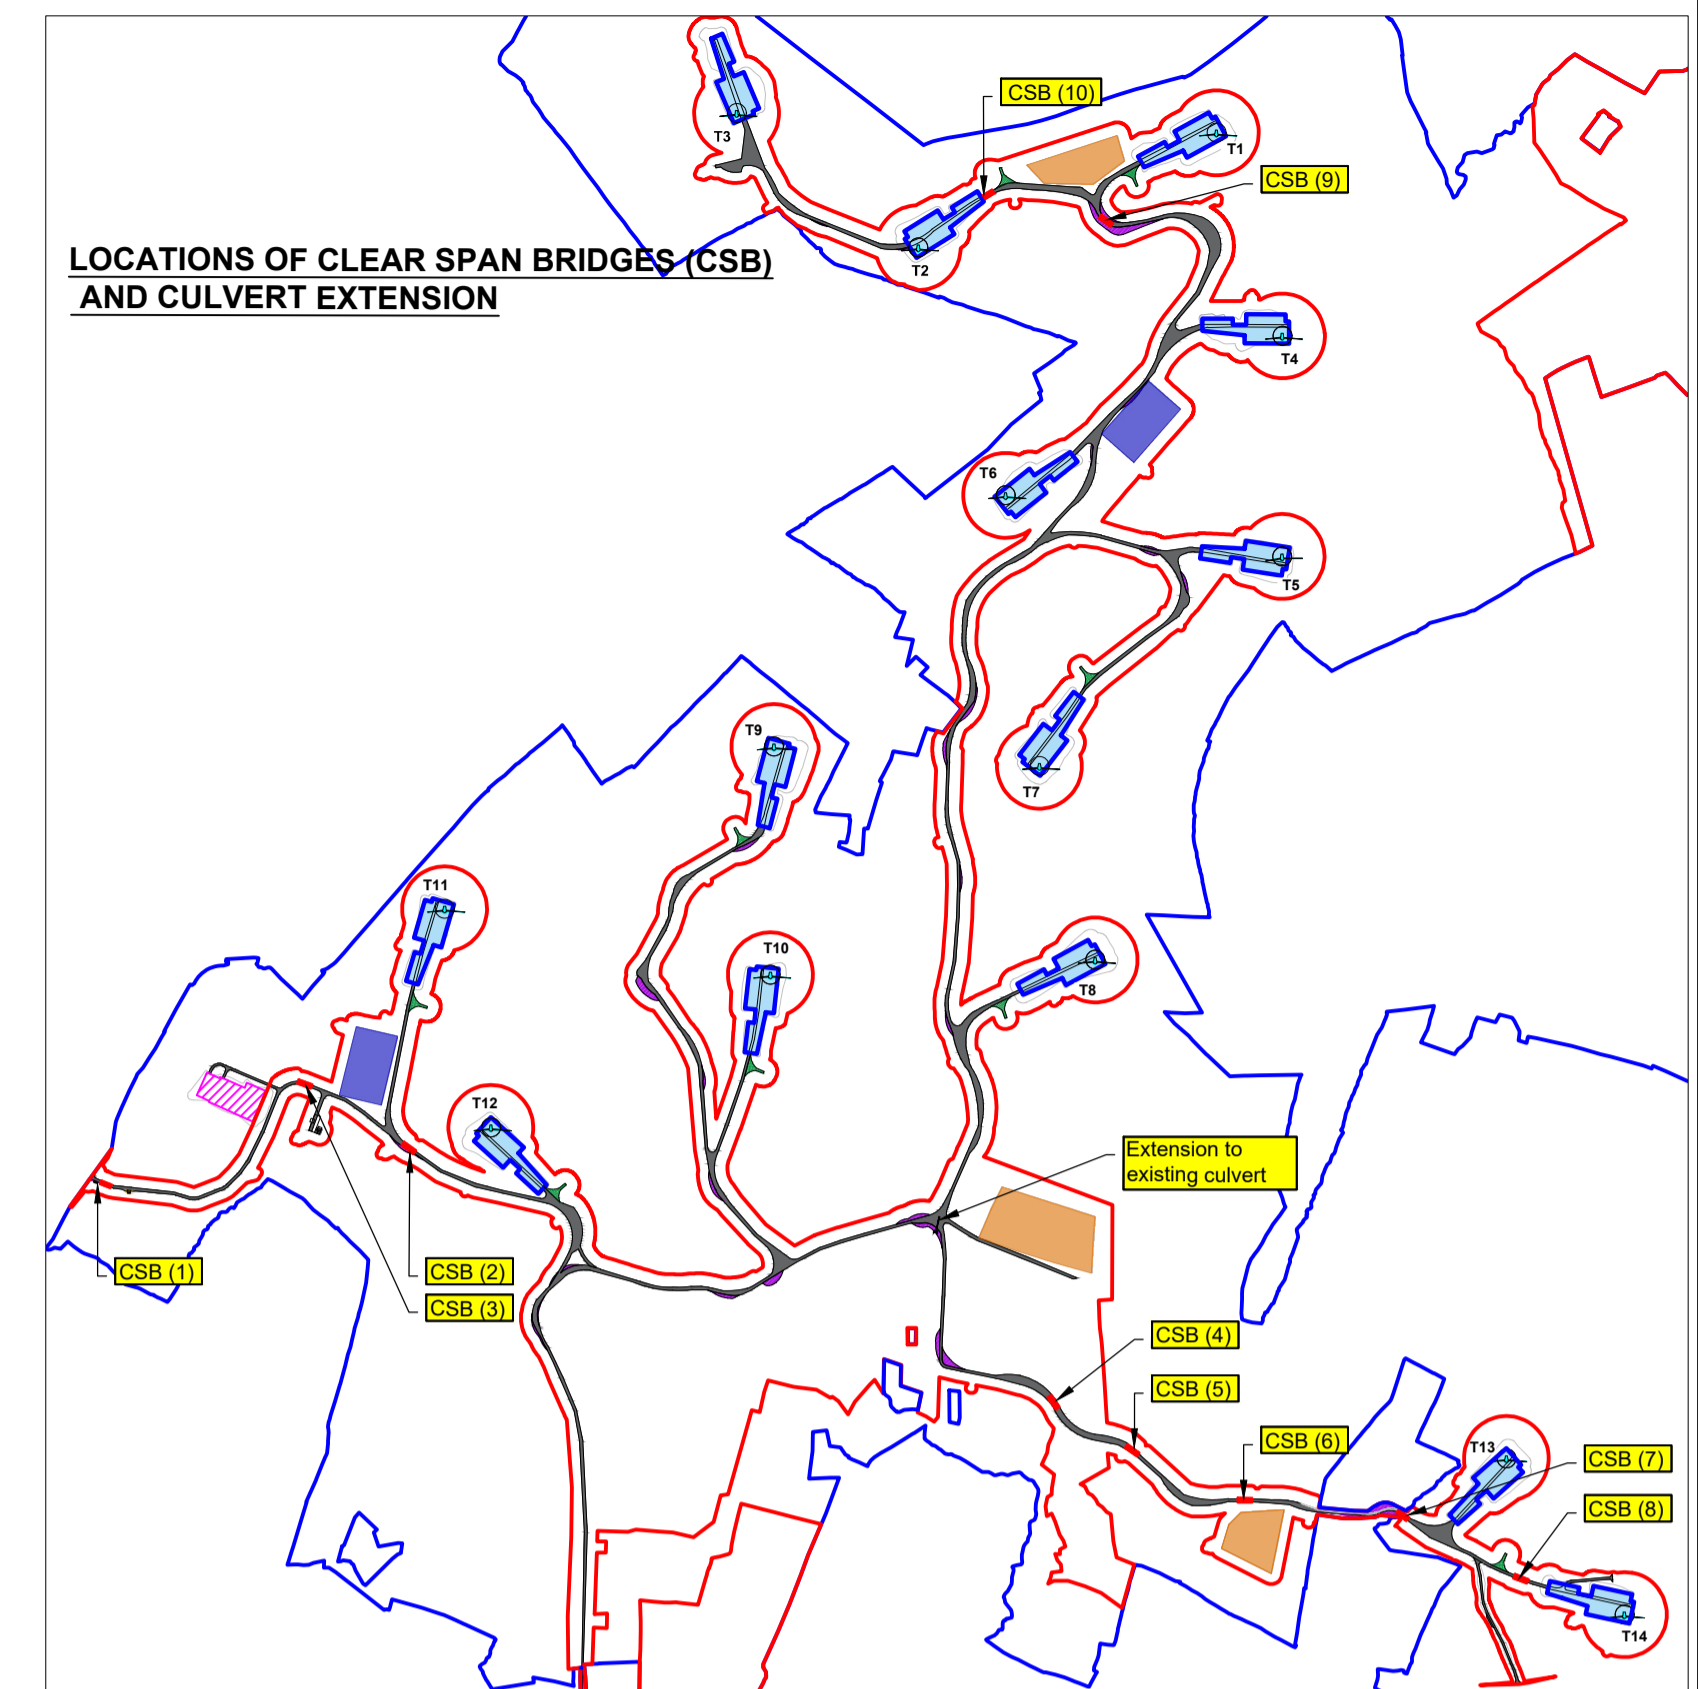 CSB (10)
T3
T1
CSB (9)
LOCATIONS OF CLEAR SPAN BRIDGES (CSB)
AND CULVERT EXTENSION
T2
T4
T6
T5
T9
T7
T11
T10
T8
T12
Extension to
existing culvert
CSB (1)
CSB (2)
CSB (3)
CSB (4)
CSB (5)
CSB (6)
T13
CSB (7)
CSB (8)
T14